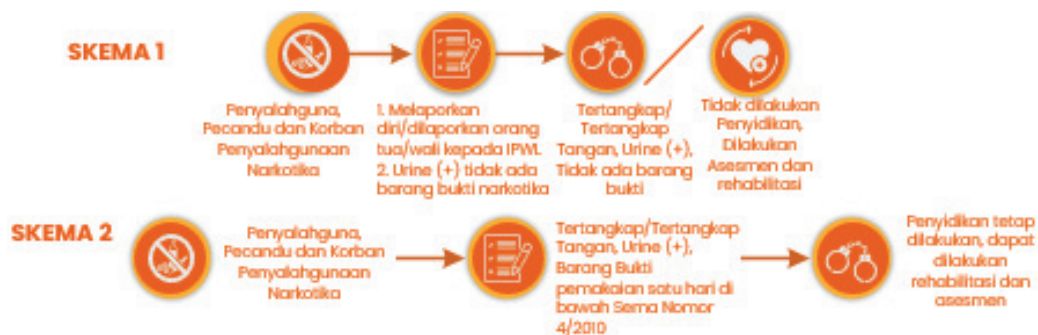 SKEMA 1
Penyalahguna,
Pecandu dan Korban
Penyalahgunaan
Narkotika
1. Melaporkan
diri/dilaporkan orang
tua/wali kepada IPWL
2. Urine (+) tidak ada
barang bukti narkotika
Tertangkap/
Tertangkap
Tangan, Urine (+),
Tidak ada barang
bukti
Tidak dilakukan
Penyidikan,
Dilakukan
Asesmen dan
rehabilitasi
SKEMA 2
Penyalahguna,
Pecandu dan Korban
Penyalahgunaan
Narkotika
Tertangkap/Tertangkap
Tangan, Urine (+),
Barang Bukti
pemakaian satu hari di
bawah Sema Nomor
4/2010
Penyidikan tetap
dilakukan, dapat
dilakukan
rehabilitasi dan
asesmen